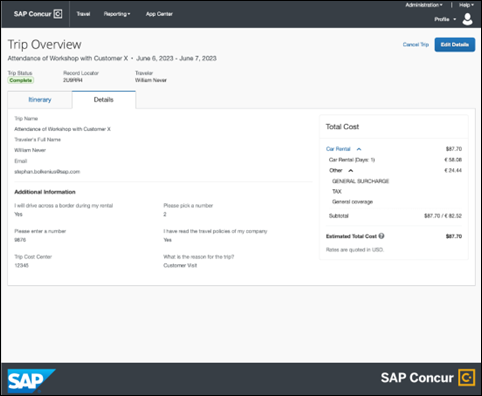 Administration | Help
SAP Concur C Travel Reporting App Center
Profile
Trip Overview
Cancel Trip Edit Details
Attendance of Workshop with Customer X • June 6, 2023 - June 7, 2023
Trip Status Record Locator Traveler
Complete William Never
Itinerary Details
Trip Name
Attendance of Workshop with Customer X
Traveler's Full Name
William Never
Email
Additional Information
I will drive across a border during my rental Please pick a number
Yes 2
Please enter a number I have read the travel policies of my company
9876 Yes
Trip Cost Center What is the reason for the trip?
12345 Customer Visit
Total Cost
Car Rental $87.70
Car Rental (Days: 1) € 58.08
Other € 24.44
GENERAL SURCHARGE
TAX
General coverage
Subtotal $87.70 / € 82.52
Estimated Total Cost $87.70
Rates are quoted in USD.
SAP SAP Concur C